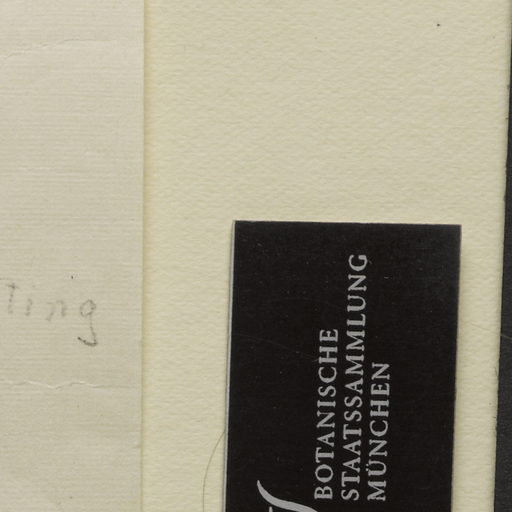 ting
BOTANISCHE
STAATSSAMMLUNG
MÜNCHEN